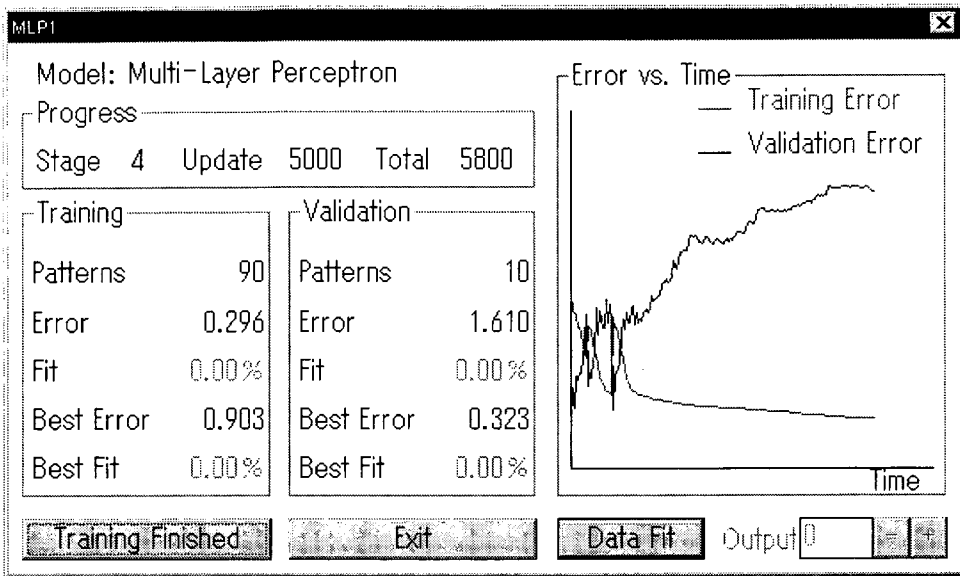 MLP1
Model: Multi-Layer Perceptron
Progress
Stage 4 Update 5000 Total 5800
Training
Patterns 90
Error 0.296
Fit 0.00%
Best Error 0.903
Best Fit 0.00%
Validation
Patterns 10
Error 1.610
Fit 0.00%
Best Error 0.323
Best Fit 0.00%
Error vs. Time
Training Error
Validation Error
Time
Training Finished
Exit
Data Fit
Output 0 - +